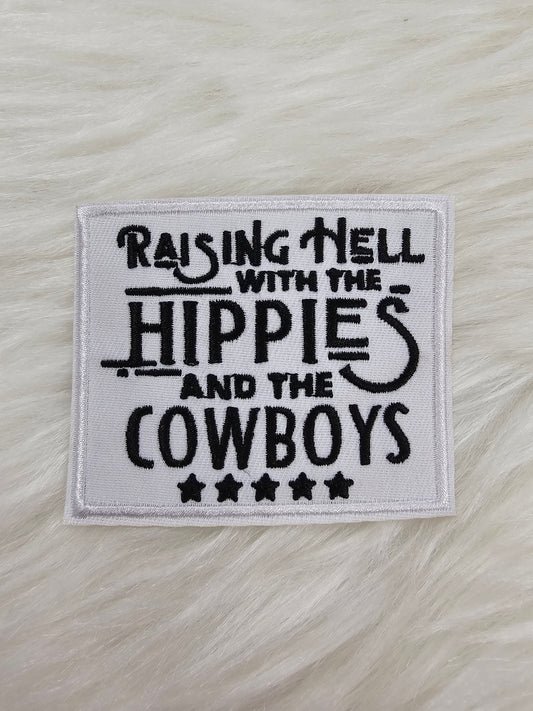 RAISING HELL
WITH THE
HIPPIES
AND THE
COWBOYS